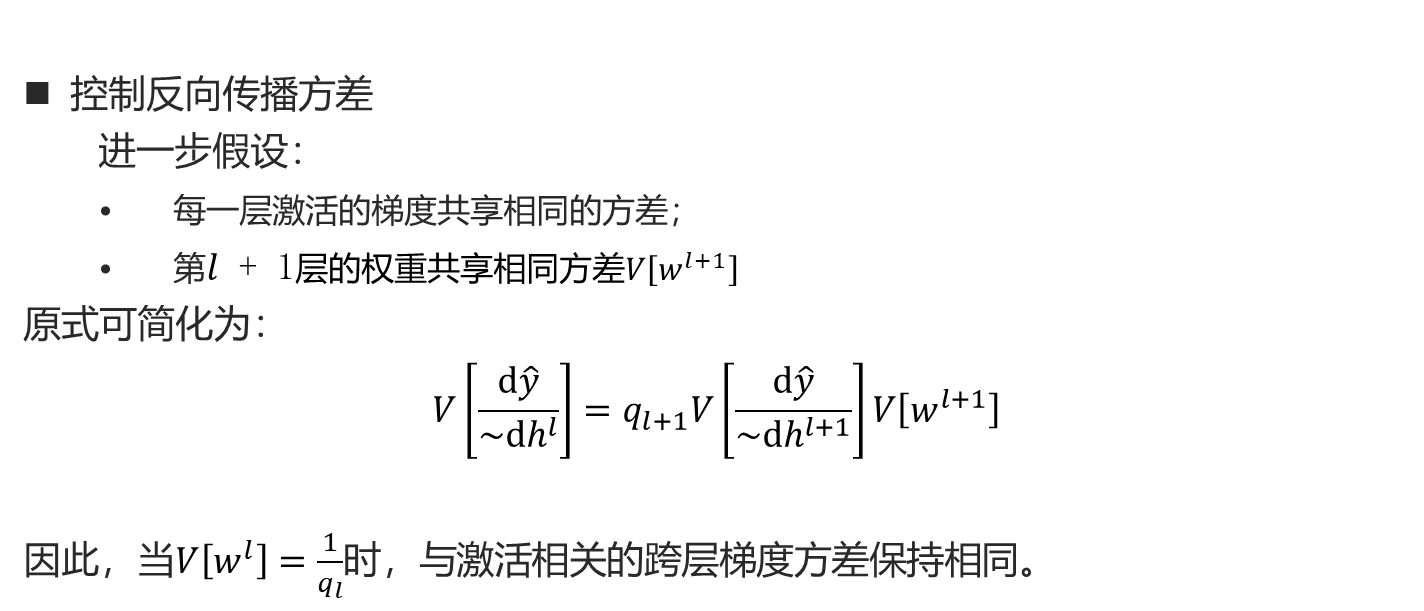 ■ 控制反向传播方差
进一步假设：
• 每一层激活的梯度共享相同的方差；
• 第l + 1层的权重共享相同方差V[w^{l+1}]
原式可简化为：
V[dŷ/~dh^l] = q_{l+1}V[dŷ/~dh^{l+1}]V[w^{l+1}]
因此，当V[w^l] = 1/q_l时，与激活相关的跨层梯度方差保持相同。